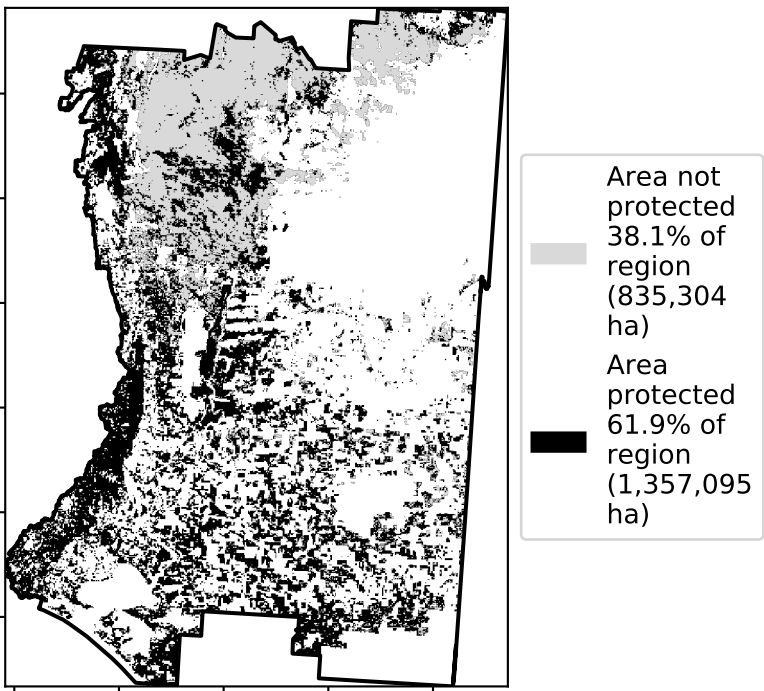 Area not
protected
38.1% of
region
(835,304
ha)
Area
protected
61.9% of
region
(1,357,095
ha)